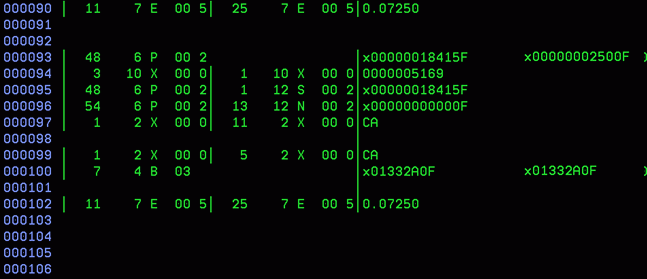 000090 | 11 7 E 00 5| 25 7 E 00 5|0.07250
000091
000092
000093 | 48 6 P 00 2 |x00000018415F x00000002500F )
000094 | 3 10 X 00 0| 1 10 X 00 0|0000005169
000095 | 48 6 P 00 2| 1 12 S 00 2|x00000018415F
000096 | 54 6 P 00 2| 13 12 N 00 2|x00000000000F
000097 | 1 2 X 00 0| 11 2 X 00 0|CA
000098
000099 | 1 2 X 00 0| 5 2 X 00 0|CA
000100 | 7 4 B 03 |x01332A0F x01332A0F )
000101
000102 | 11 7 E 00 5| 25 7 E 00 5|0.07250
000103
000104
000105
000106